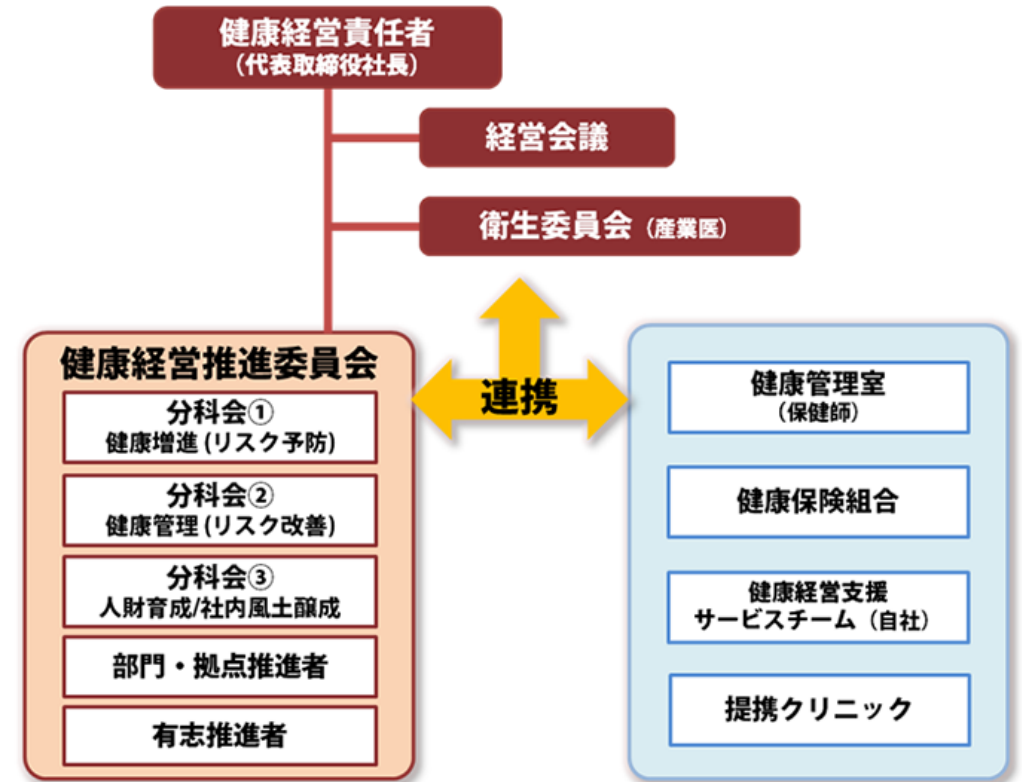 健康経営責任者
（代表取締役社長）
経営会議
衛生委員会（産業医）
健康経営推進委員会
分科会①
健康増進（リスク予防）
分科会②
健康管理（リスク改善）
分科会③
人財育成/社内風土醸成
部門・拠点推進者
有志推進者
連携
健康管理室
（保健師）
健康保険組合
健康経営支援
サービスチーム（自社）
提携クリニック